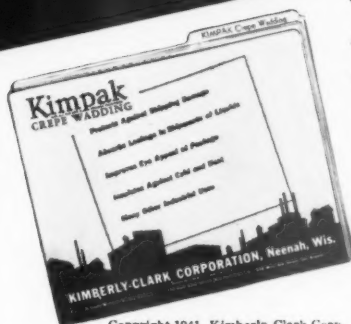 KIMPAK Crepe Wadding
Kimpak
CREPE WADDING
Protects Against Shipping Damage
Absorbs Leakage in Shipments of Liquids
Improves Eye Appeal of Package
Insulates Against Cold and Heat
Many Other Industrial Uses
KIMBERLY-CLARK CORPORATION, Neenah, Wis.
Copyright 1941, Kimberly-Clark Corp.